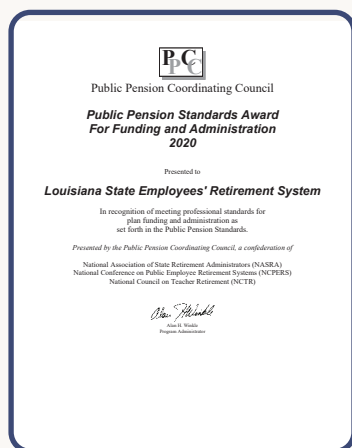 PPCC
Public Pension Coordinating Council
Public Pension Standards Award
For Funding and Administration
2020
Presented to
Louisiana State Employees' Retirement System
In recognition of meeting professional standards for
plan funding and administration as
set forth in the Public Pension Standards.
Presented by the Public Pension Coordinating Council, a confederation of
National Association of State Retirement Administrators (NASRA)
National Conference on Public Employee Retirement Systems (NCPERS)
National Council on Teacher Retirement (NCTR)
Alan H. Winkle
Alan H. Winkle
Program Administrator